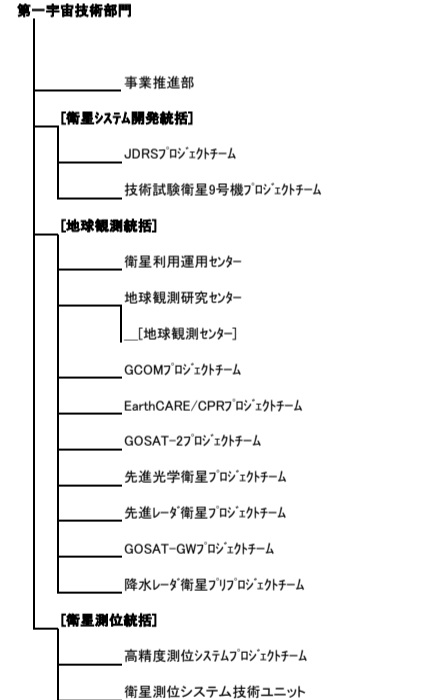 第一宇宙技術部門
事業推進部
[衛星ｼｽﾃﾑ開発統括]
JDRSﾌﾟﾛｼﾞｪｸﾄﾁｰﾑ
技術試験衛星9号機ﾌﾟﾛｼﾞｪｸﾄﾁｰﾑ
[地球観測統括]
衛星利用運用ｾﾝﾀｰ
地球観測研究ｾﾝﾀｰ
__[地球観測ｾﾝﾀｰ]
GCOMﾌﾟﾛｼﾞｪｸﾄﾁｰﾑ
EarthCARE/CPRﾌﾟﾛｼﾞｪｸﾄﾁｰﾑ
GOSAT-2ﾌﾟﾛｼﾞｪｸﾄﾁｰﾑ
先進光学衛星ﾌﾟﾛｼﾞｪｸﾄﾁｰﾑ
先進ﾚｰﾀﾞ衛星ﾌﾟﾛｼﾞｪｸﾄﾁｰﾑ
GOSAT-GWﾌﾟﾛｼﾞｪｸﾄﾁｰﾑ
降水ﾚｰﾀﾞ衛星ﾌﾟﾘﾌﾟﾛｼﾞｪｸﾄﾁｰﾑ
[衛星測位統括]
高精度測位ｼｽﾃﾑﾌﾟﾛｼﾞｪｸﾄﾁｰﾑ
衛星測位システム技術ユニット